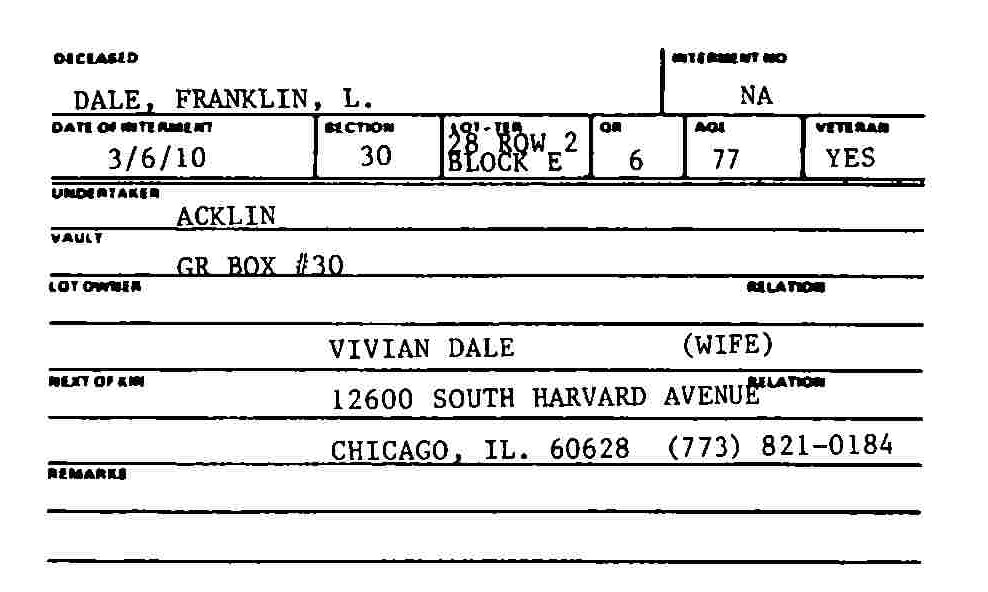 DECEASED INTERMENT NO
DALE, FRANKLIN, L. NA
DATE OF INTERMENT SECTION LOT - TER GR AGE VETERAN
28 ROW 2
3/6/10 30 BLOCK E 6 77 YES
UNDERTAKER
ACKLIN
VAULT
GR BOX #30
LOT OWNER RELATION
VIVIAN DALE (WIFE)
NEXT OF KIN RELATION
12600 SOUTH HARVARD AVENUE
CHICAGO, IL. 60628 (773) 821-0184
REMARKS